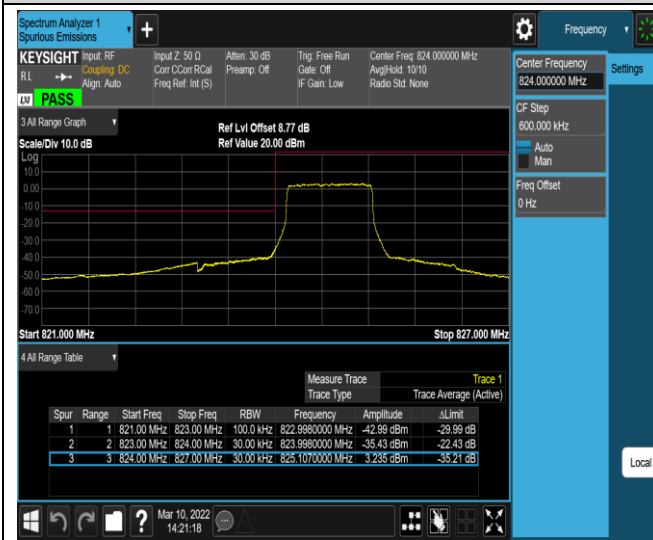 Spectrum Analyzer 1
Spurious Emissions
+
Frequency
KEYSIGHT
RL
Input: RF
Coupling: DC
Align: Auto
Input Z: 50 Ω
Corr CCorr RCal
Freq Ref: Int (S)
Atten: 30 dB
Preamp: Off
Trig: Free Run
Gate: Off
IF Gain: Low
Center Freq: 824.000000 MHz
Avg|Hold: 10/10
Radio Std: None
LXI PASS
Center Frequency
824.000000 MHz
Settings
CF Step
600.000 kHz
Auto
Man
Freq Offset
0 Hz
3 All Range Graph
Scale/Div 10.0 dB
Ref Lvl Offset 8.77 dB
Ref Value 20.00 dBm
Log
10.0
0.00
-10.0
-20.0
-30.0
-40.0
-50.0
-60.0
-70.0
Start 821.000 MHz
Stop 827.000 MHz
4 All Range Table
Measure Trace Trace 1
Trace Type Trace Average (Active)
Spur Range Start Freq Stop Freq RBW Frequency Amplitude ΔLimit
1 1 821.00 MHz 823.00 MHz 100.0 kHz 822.9980000 MHz -42.99 dBm -29.99 dB
2 2 823.00 MHz 824.00 MHz 30.00 kHz 823.9980000 MHz -35.43 dBm -22.43 dB
3 3 824.00 MHz 827.00 MHz 30.00 kHz 825.1070000 MHz 3.235 dBm -35.21 dB
Local
?
Mar 10, 2022
14:21:18